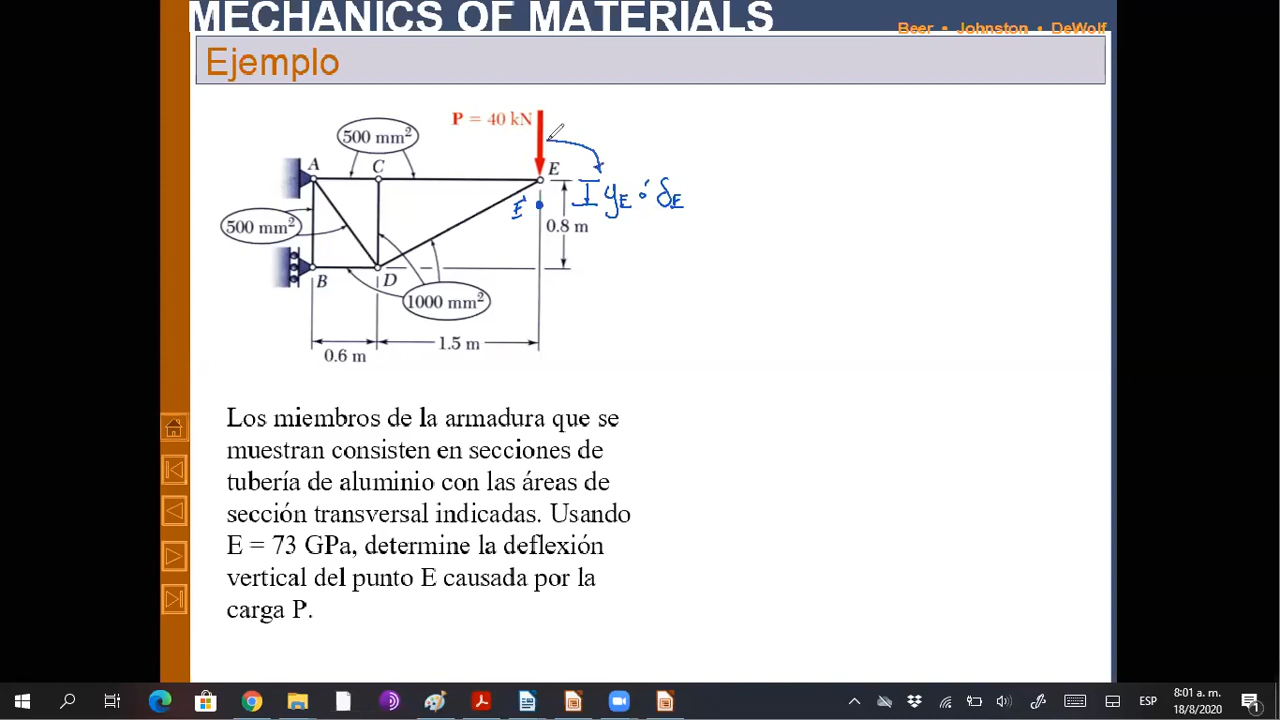 MECHANICS OF MATERIALS
Beer • Johnston • DeWolf
Ejemplo
P = 40 kN
500 mm²
A
C
E
E'
yE ó δE
500 mm²
0.8 m
B
D
1000 mm²
0.6 m
1.5 m
Los miembros de la armadura que se
muestran consisten en secciones de
tubería de aluminio con las áreas de
sección transversal indicadas. Usando
E = 73 GPa, determine la deflexión
vertical del punto E causada por la
carga P.
ESP
8:01 a. m.
18/8/2020
1